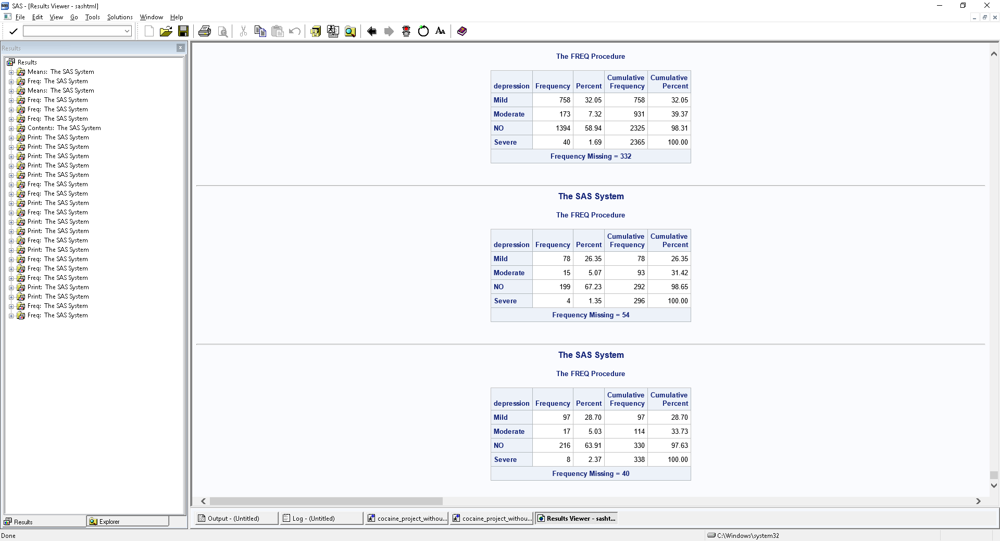 SAS - [Results Viewer - sashtml]
File Edit View Go Tools Solutions Window Help
Results
Results
Means: The SAS System
Freq: The SAS System
Means: The SAS System
Freq: The SAS System
Freq: The SAS System
Freq: The SAS System
Contents: The SAS System
Print: The SAS System
Print: The SAS System
Print: The SAS System
Print: The SAS System
Print: The SAS System
Freq: The SAS System
Freq: The SAS System
Print: The SAS System
Freq: The SAS System
Print: The SAS System
Print: The SAS System
Freq: The SAS System
Print: The SAS System
Freq: The SAS System
Freq: The SAS System
Freq: The SAS System
Print: The SAS System
Print: The SAS System
Freq: The SAS System
Freq: The SAS System
Results Explorer
The FREQ Procedure
depression Frequency Percent Cumulative Frequency Cumulative Percent
Mild 758 32.05 758 32.05
Moderate 173 7.32 931 39.37
NO 1394 58.94 2325 98.31
Severe 40 1.69 2365 100.00
Frequency Missing = 332
The SAS System
The FREQ Procedure
depression Frequency Percent Cumulative Frequency Cumulative Percent
Mild 78 26.35 78 26.35
Moderate 15 5.07 93 31.42
NO 199 67.23 292 98.65
Severe 4 1.35 296 100.00
Frequency Missing = 54
The SAS System
The FREQ Procedure
depression Frequency Percent Cumulative Frequency Cumulative Percent
Mild 97 28.70 97 28.70
Moderate 17 5.03 114 33.73
NO 216 63.91 330 97.63
Severe 8 2.37 338 100.00
Frequency Missing = 40
Output - (Untitled) Log - (Untitled) cocaine_project_withou... cocaine_project_withou... Results Viewer - sasht...
Done C:\Windows\system32